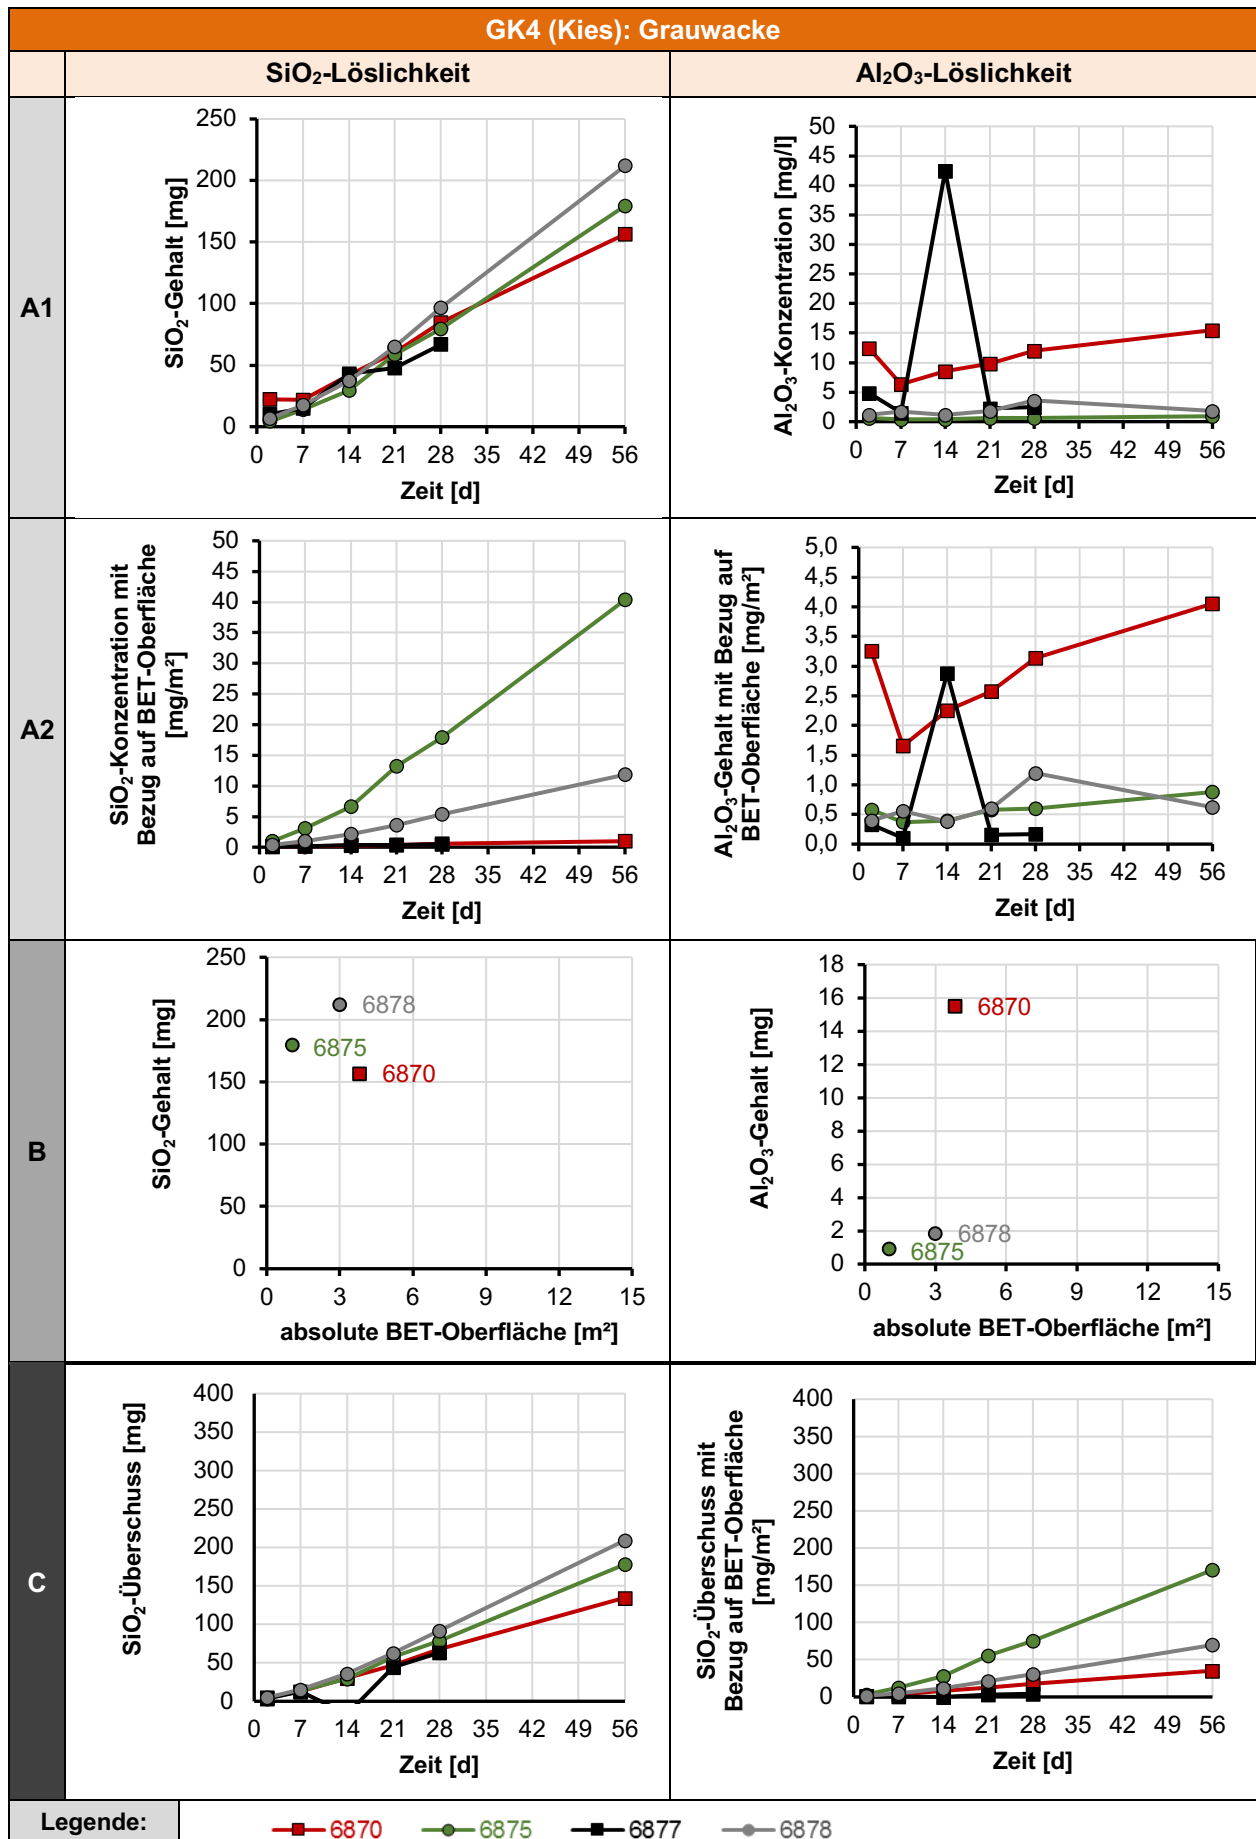 GK4 (Kies): Grauwacke
SiO₂-Löslichkeit
Al₂O₃-Löslichkeit
A1
SiO₂-Gehalt [mg]
250
200
150
100
50
0
0 7 14 21 28 35 42 49 56
Zeit [d]
Al₂O₃-Konzentration [mg/l]
50
45
40
35
30
25
20
15
10
5
0
0 7 14 21 28 35 42 49 56
Zeit [d]
A2
SiO₂-Konzentration mit
Bezug auf BET-Oberfläche
[mg/m²]
50
45
40
35
30
25
20
15
10
5
0
0 7 14 21 28 35 42 49 56
Zeit [d]
Al₂O₃-Gehalt mit Bezug auf
BET-Oberfläche [mg/m²]
5,0
4,5
4,0
3,5
3,0
2,5
2,0
1,5
1,0
0,5
0,0
0 7 14 21 28 35 42 49 56
Zeit [d]
B
SiO₂-Gehalt [mg]
250
200
150
100
50
0
6878
6875
6870
0 3 6 9 12 15
absolute BET-Oberfläche [m²]
Al₂O₃-Gehalt [mg]
18
16
14
12
10
8
6
4
2
0
6870
6878
6875
0 3 6 9 12 15
absolute BET-Oberfläche [m²]
C
SiO₂-Überschuss [mg]
400
350
300
250
200
150
100
50
0
0 7 14 21 28 35 42 49 56
Zeit [d]
SiO₂-Überschuss mit
Bezug auf BET-Oberfläche
[mg/m²]
400
350
300
250
200
150
100
50
0
0 7 14 21 28 35 42 49 56
Zeit [d]
Legende:
6870 6875 6877 6878